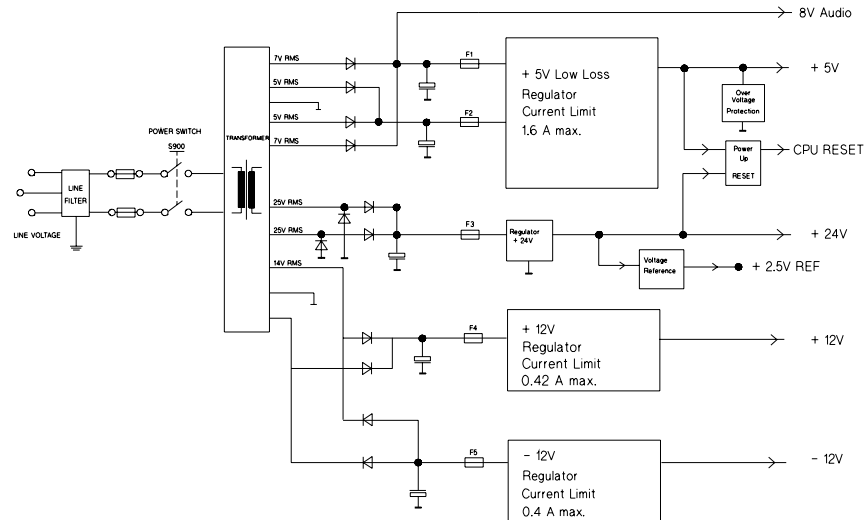 8V Audio
7V RMS
F1
+ 5V Low Loss
Regulator
Current Limit
1.6 A max.
+ 5V
5V RMS
Over
Voltage
Protection
POWER SWITCH
S900
TRANSFORMER
5V RMS
F2
7V RMS
Power
Up
RESET
CPU RESET
LINE
FILTER
LINE VOLTAGE
25V RMS
25V RMS
F3
Regulator
+ 24V
+ 24V
14V RMS
Voltage
Reference
+ 2.5V REF
F4
+ 12V
Regulator
Current Limit
0.42 A max.
+ 12V
F5
- 12V
Regulator
Current Limit
0.4 A max.
- 12V